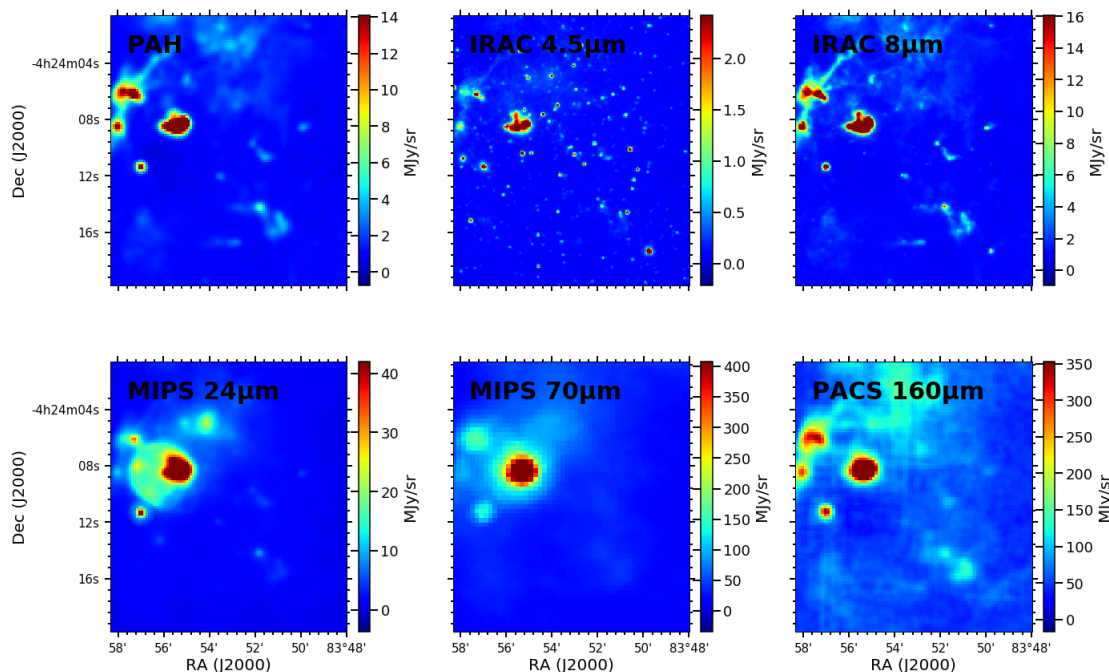 PAH
IRAC 4.5μm
IRAC 8μm
-4h24m04s
08s
12s
16s
Dec (J2000)
14
12
10
8
6
4
2
0
MJy/sr
2.0
1.5
1.0
0.5
0.0
MJy/sr
16
14
12
10
8
6
4
2
0
MJy/sr
MIPS 24μm
MIPS 70μm
PACS 160μm
-4h24m04s
08s
12s
16s
Dec (J2000)
40
30
20
10
0
MJy/sr
400
350
300
250
200
150
100
50
0
MJy/sr
350
300
250
200
150
100
50
0
MJy/sr
58' 56' 54' 52' 50' 83°48'
58' 56' 54' 52' 50' 83°48'
58' 56' 54' 52' 50' 83°48'
RA (J2000)
RA (J2000)
RA (J2000)